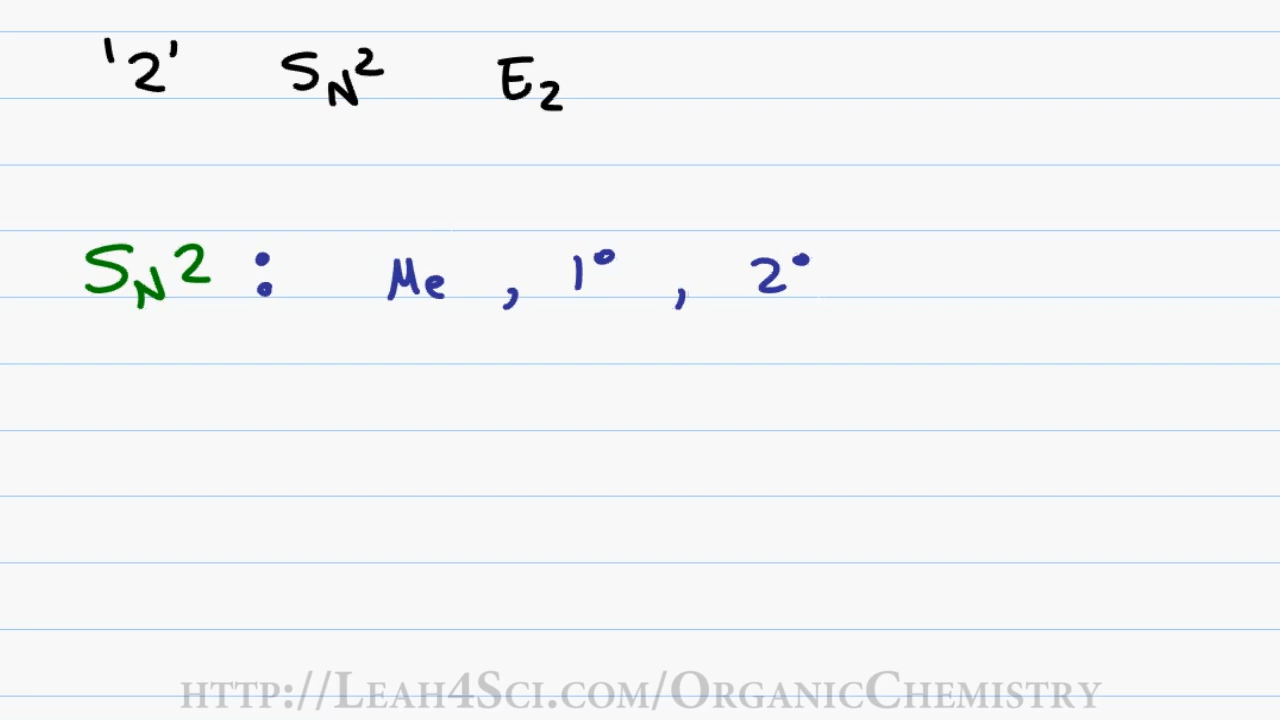 '2' SN2 E2
SN2 : Me , 1° , 2°
HTTP://LEAH4SCI.COM/ORGANICCHEMISTRY